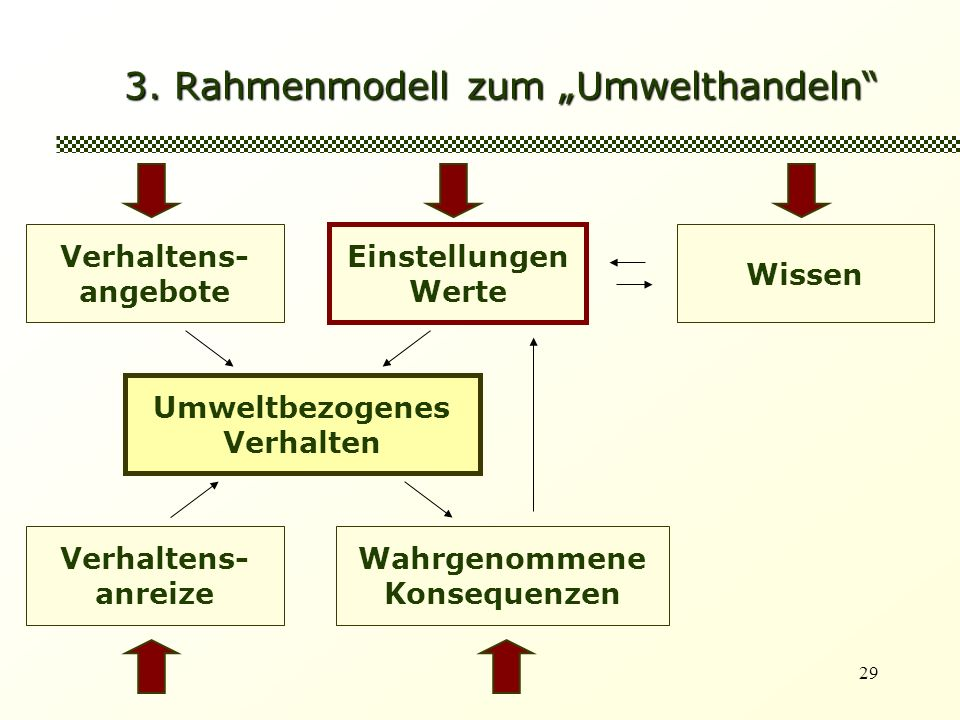 3. Rahmenmodell zum „Umwelthandeln“
Verhaltens-
angebote
Einstellungen
Werte
Wissen
Umweltbezogenes
Verhalten
Verhaltens-
anreize
Wahrgenommene
Konsequenzen
29